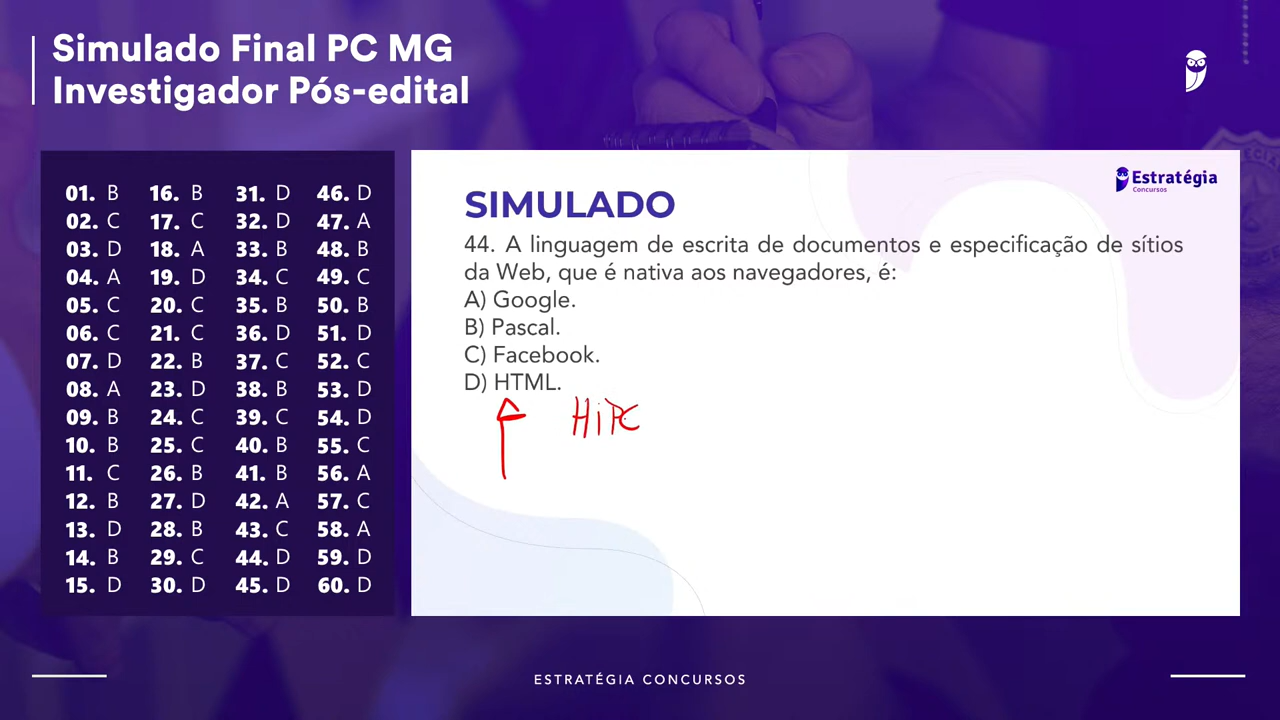 Simulado Final PC MG
Investigador Pós-edital
01. B 16. B 31. D 46. D
02. C 17. C 32. D 47. A
03. D 18. A 33. B 48. B
04. A 19. D 34. C 49. C
05. C 20. C 35. B 50. B
06. C 21. C 36. D 51. D
07. D 22. B 37. C 52. C
08. A 23. D 38. B 53. D
09. B 24. C 39. C 54. D
10. B 25. C 40. B 55. C
11. C 26. B 41. B 56. A
12. B 27. D 42. A 57. C
13. D 28. B 43. C 58. A
14. B 29. C 44. D 59. D
15. D 30. D 45. D 60. D
Estratégia
Concursos
SIMULADO
44. A linguagem de escrita de documentos e especificação de sítios
da Web, que é nativa aos navegadores, é:
A) Google.
B) Pascal.
C) Facebook.
D) HTML.
ESTRATÉGIA CONCURSOS